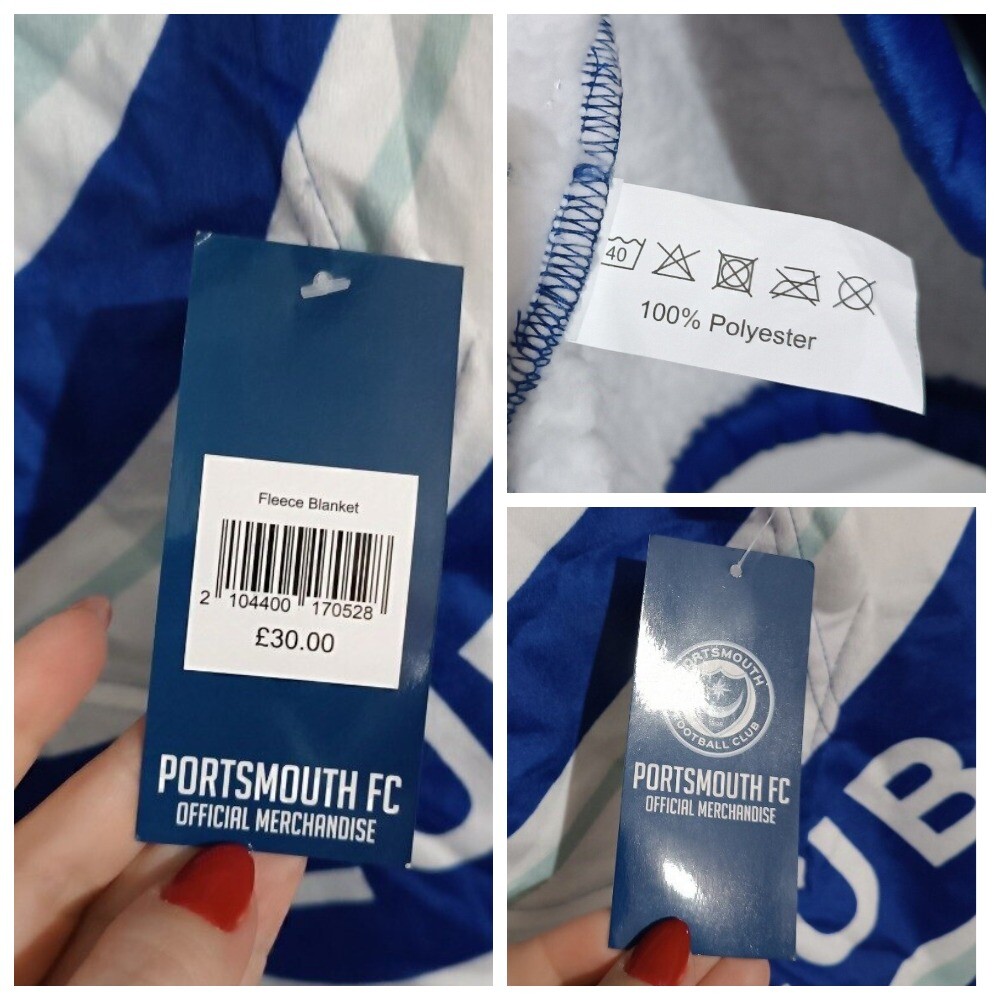 Fleece Blanket
2 104400 170528
£30.00
PORTSMOUTH FC
OFFICIAL MERCHANDISE
40
100% Polyester
PORTSMOUTH
FOOTBALL CLUB
PORTSMOUTH FC
OFFICIAL MERCHANDISE
UB